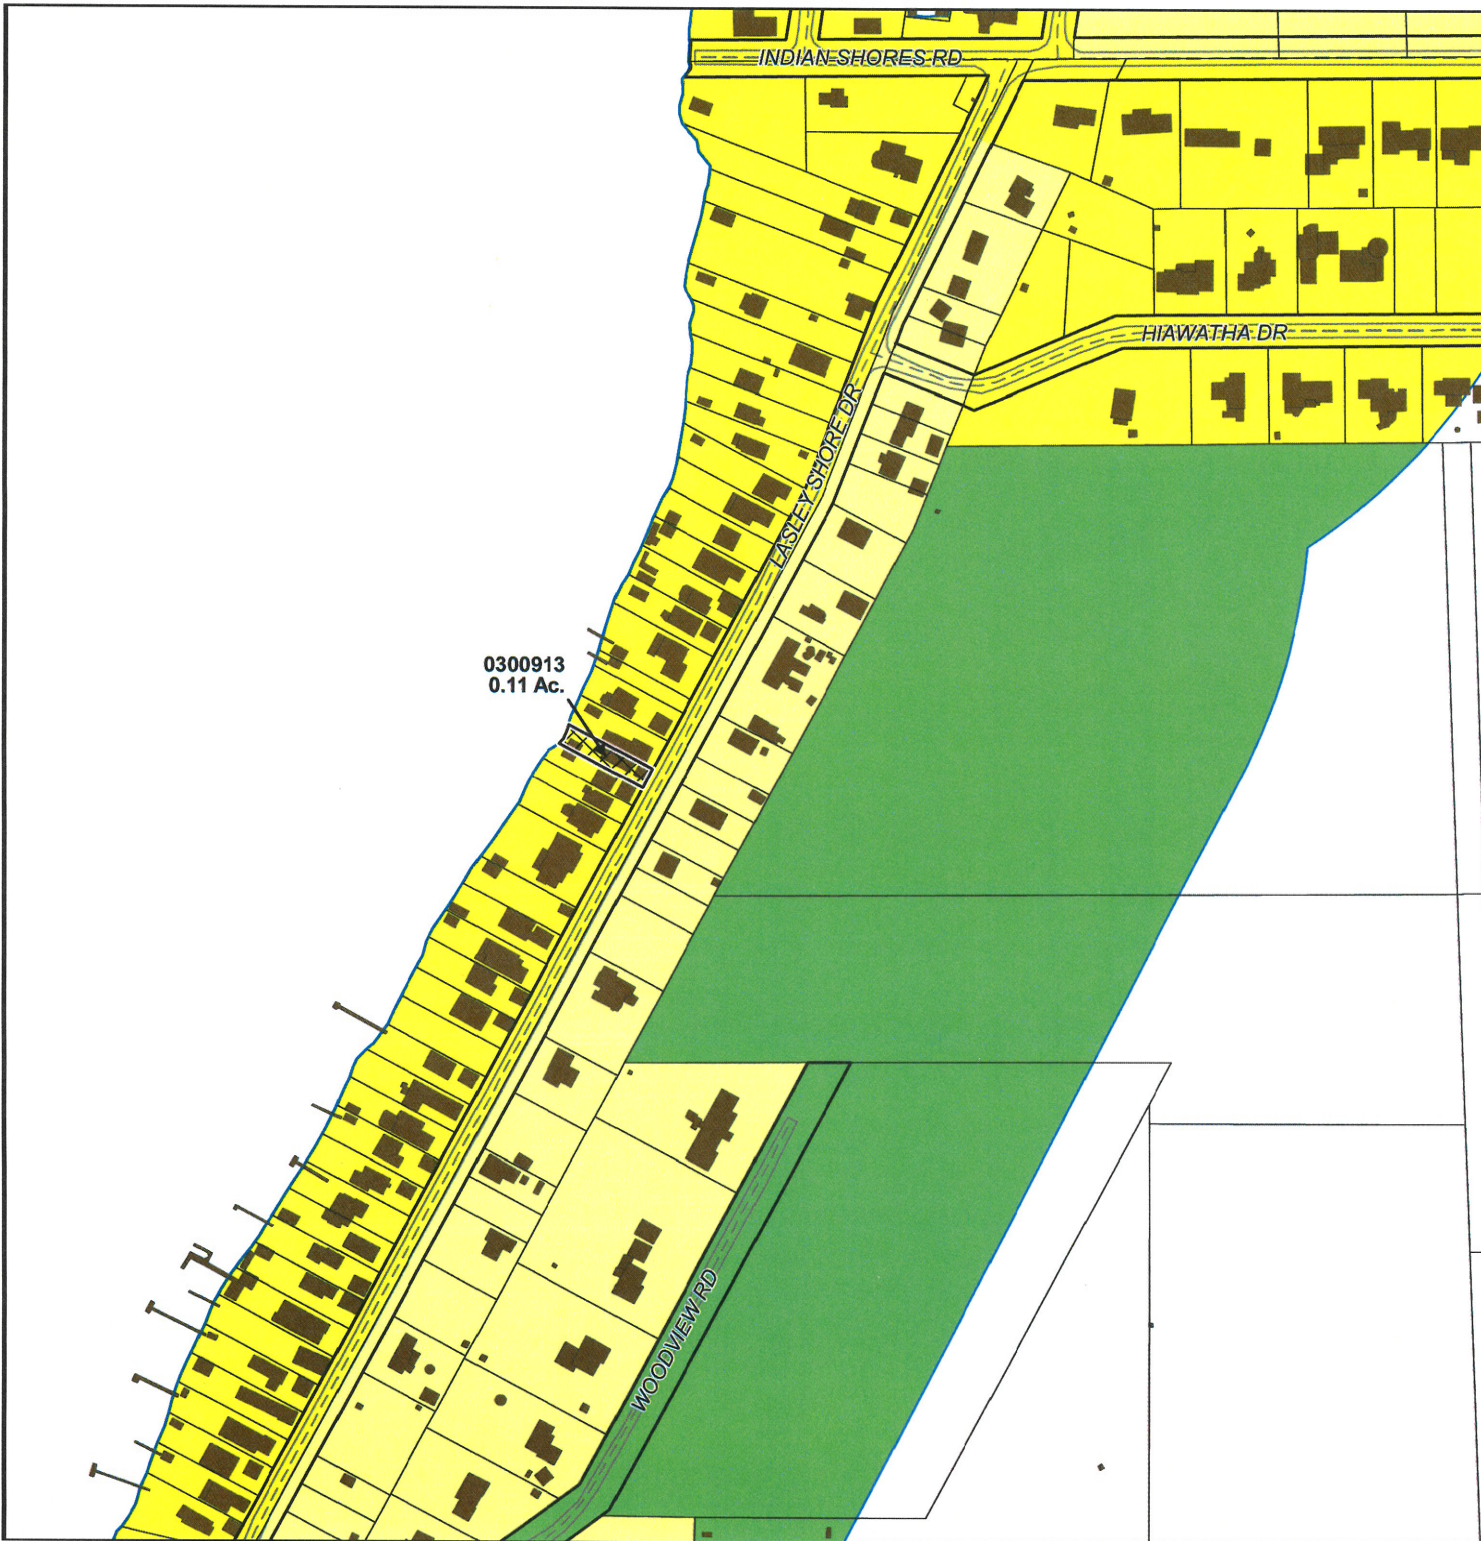 INDIAN SHORES RD
HIAWATHA DR
LASLEY SHORE DR
0300913
0.11 Ac.
WOODVIEW RD